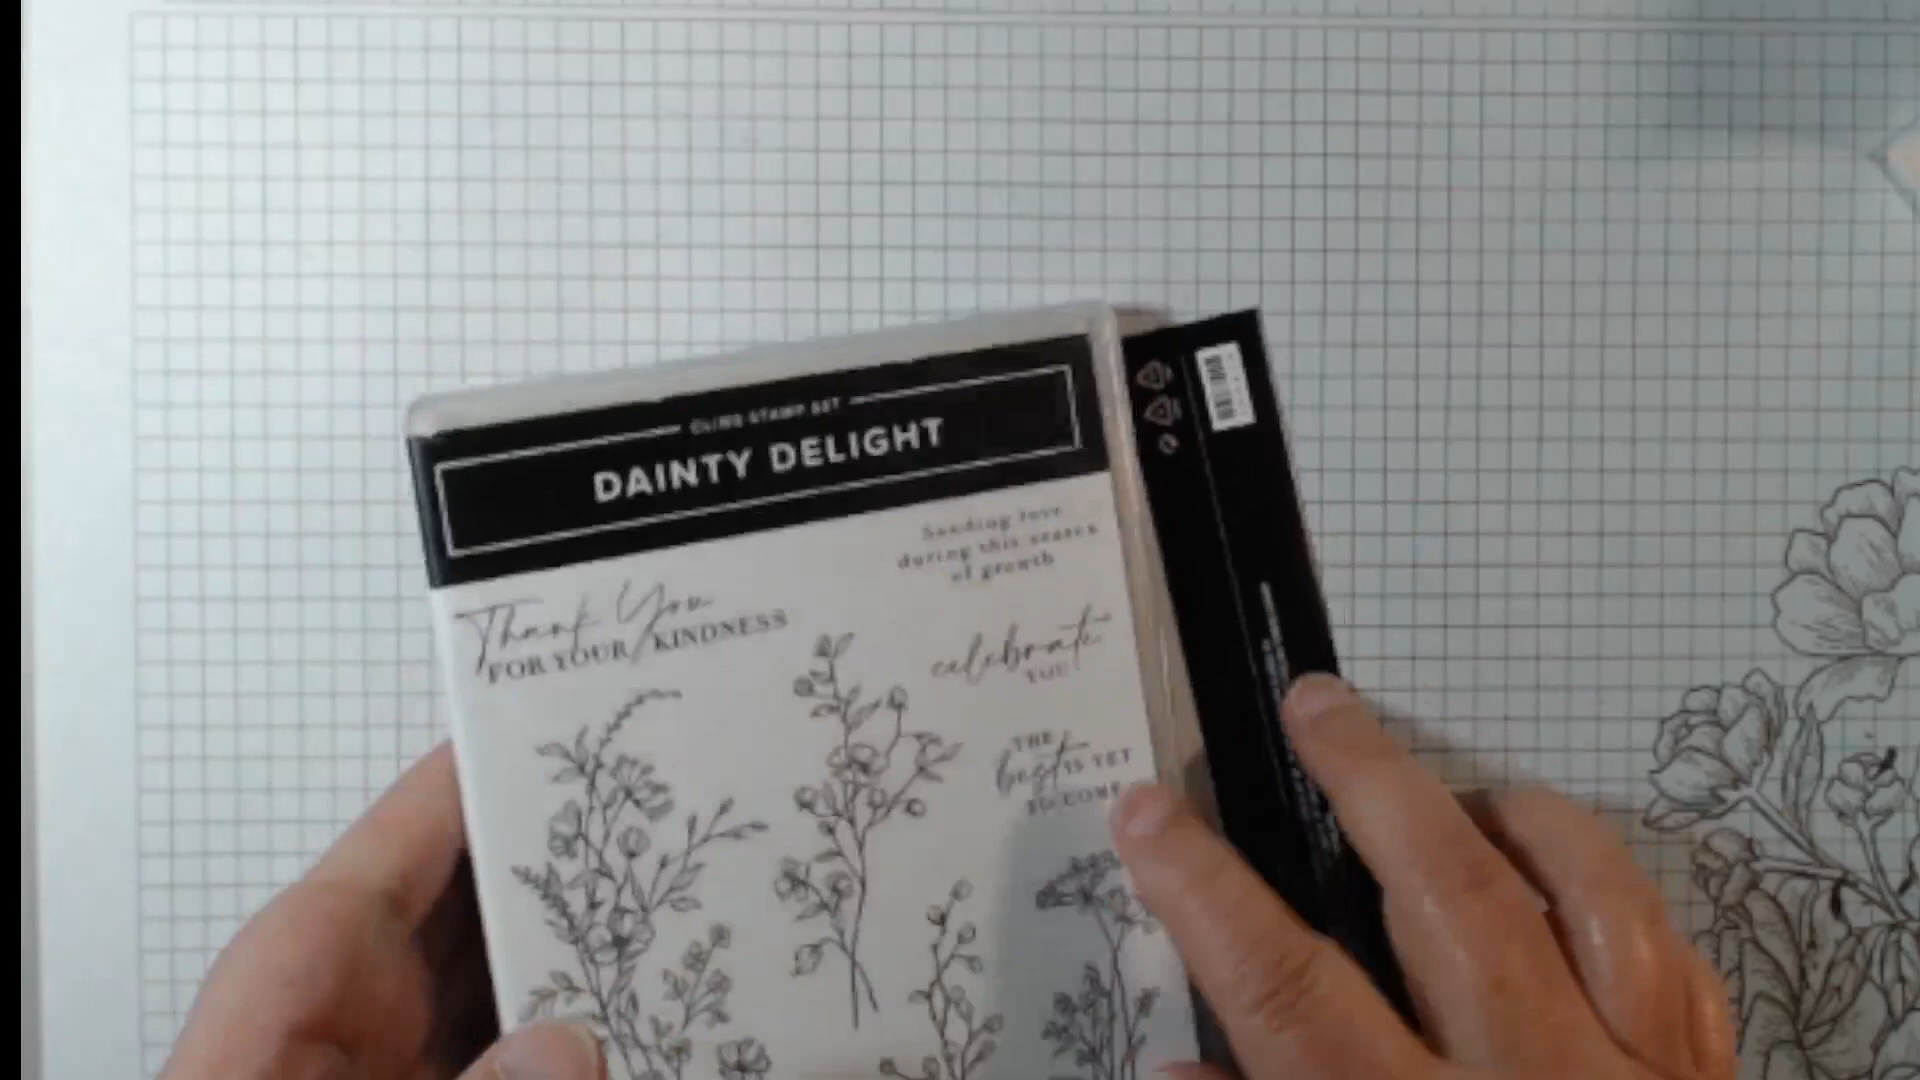 CLING STAMP SET
DAINTY DELIGHT
Sending love
during this season
of growth
Thank You
FOR YOUR KINDNESS
celebrate
YOU
THE
best IS YET
TO COME